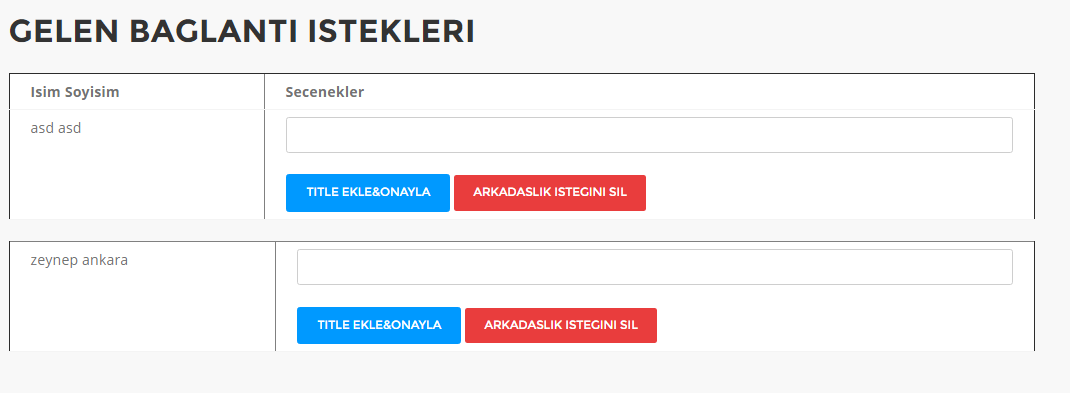 GELEN BAGLANTI ISTEKLERI
Isim Soyisim Secenekler
asd asd
TITLE EKLE&ONAYLA ARKADASLIK ISTEGINI SIL
zeynep ankara
TITLE EKLE&ONAYLA ARKADASLIK ISTEGINI SIL